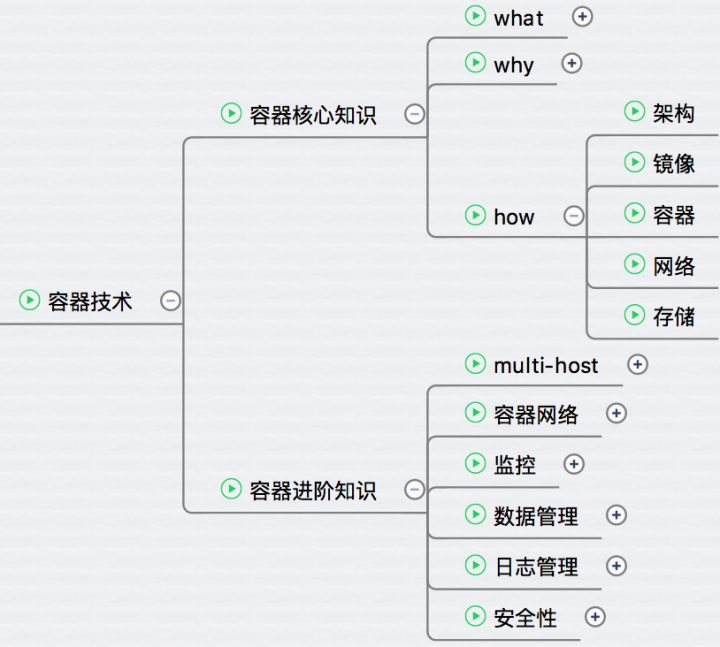 容器技术
容器核心知识
what
why
how
架构
镜像
容器
网络
存储
容器进阶知识
multi-host
容器网络
监控
数据管理
日志管理
安全性